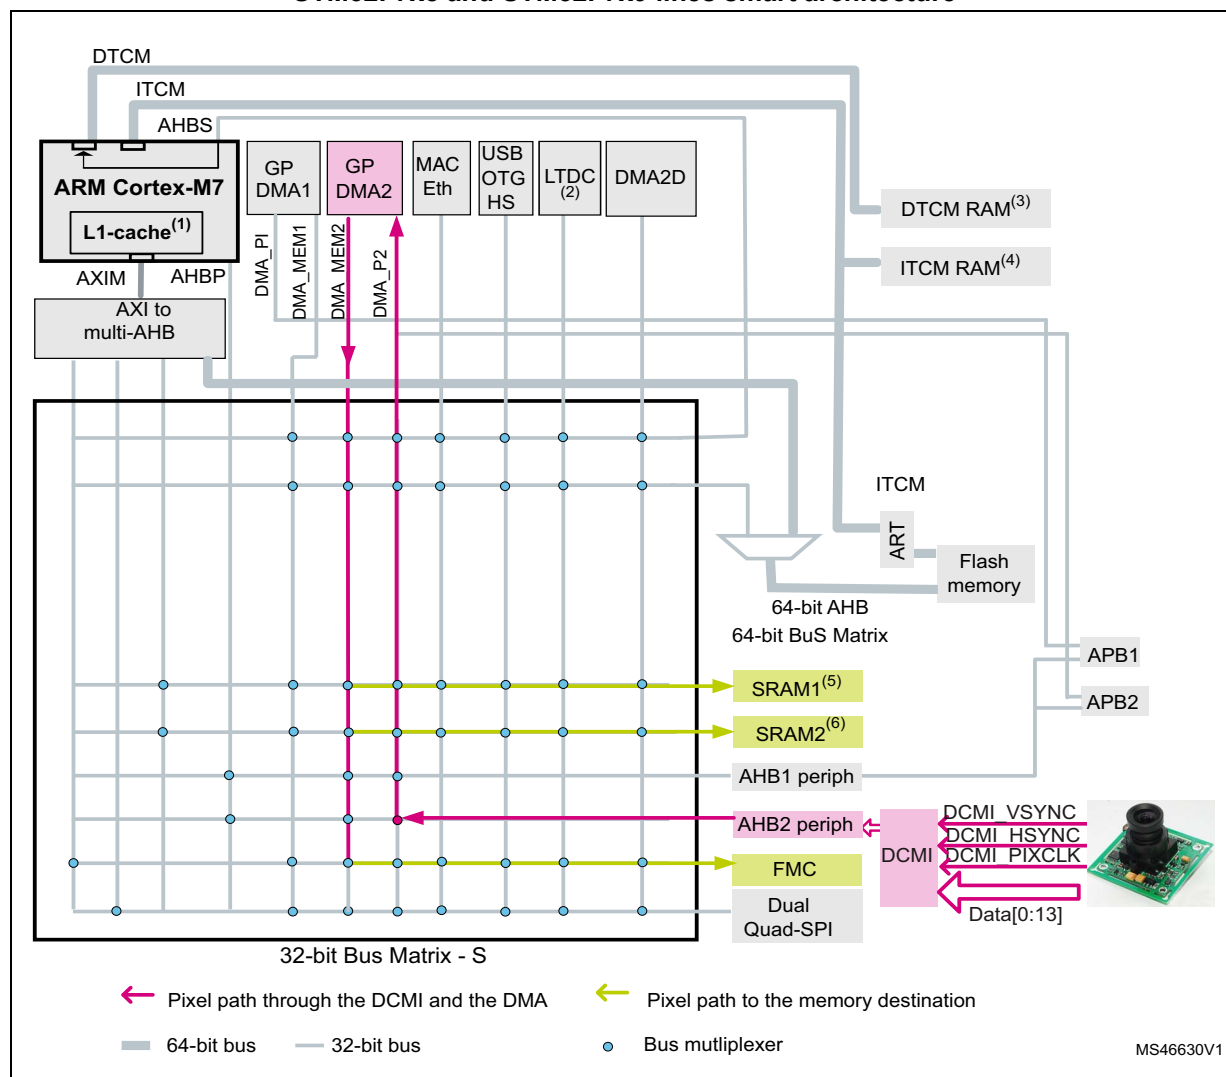 DTCM
ITCM
AHBS
ARM Cortex-M7
L1-cache(1)
GP
DMA1
GP
DMA2
MAC
Eth
USB
OTG
HS
LTDC
(2)
DMA2D
DTCM RAM(3)
ITCM RAM(4)
AXIM
AHBP
DMA_PI
DMA_MEM1
DMA_MEM2
DMA_P2
AXI to
multi-AHB
ITCM
ART
Flash
memory
64-bit AHB
64-bit BuS Matrix
APB1
APB2
SRAM1(5)
SRAM2(6)
AHB1 periph
AHB2 periph
FMC
Dual
Quad-SPI
DCMI
DCMI_VSYNC
DCMI_HSYNC
DCMI_PIXCLK
Data[0:13]
32-bit Bus Matrix - S
Pixel path through the DCMI and the DMA
Pixel path to the memory destination
64-bit bus
32-bit bus
Bus mutliplexer
MS46630V1